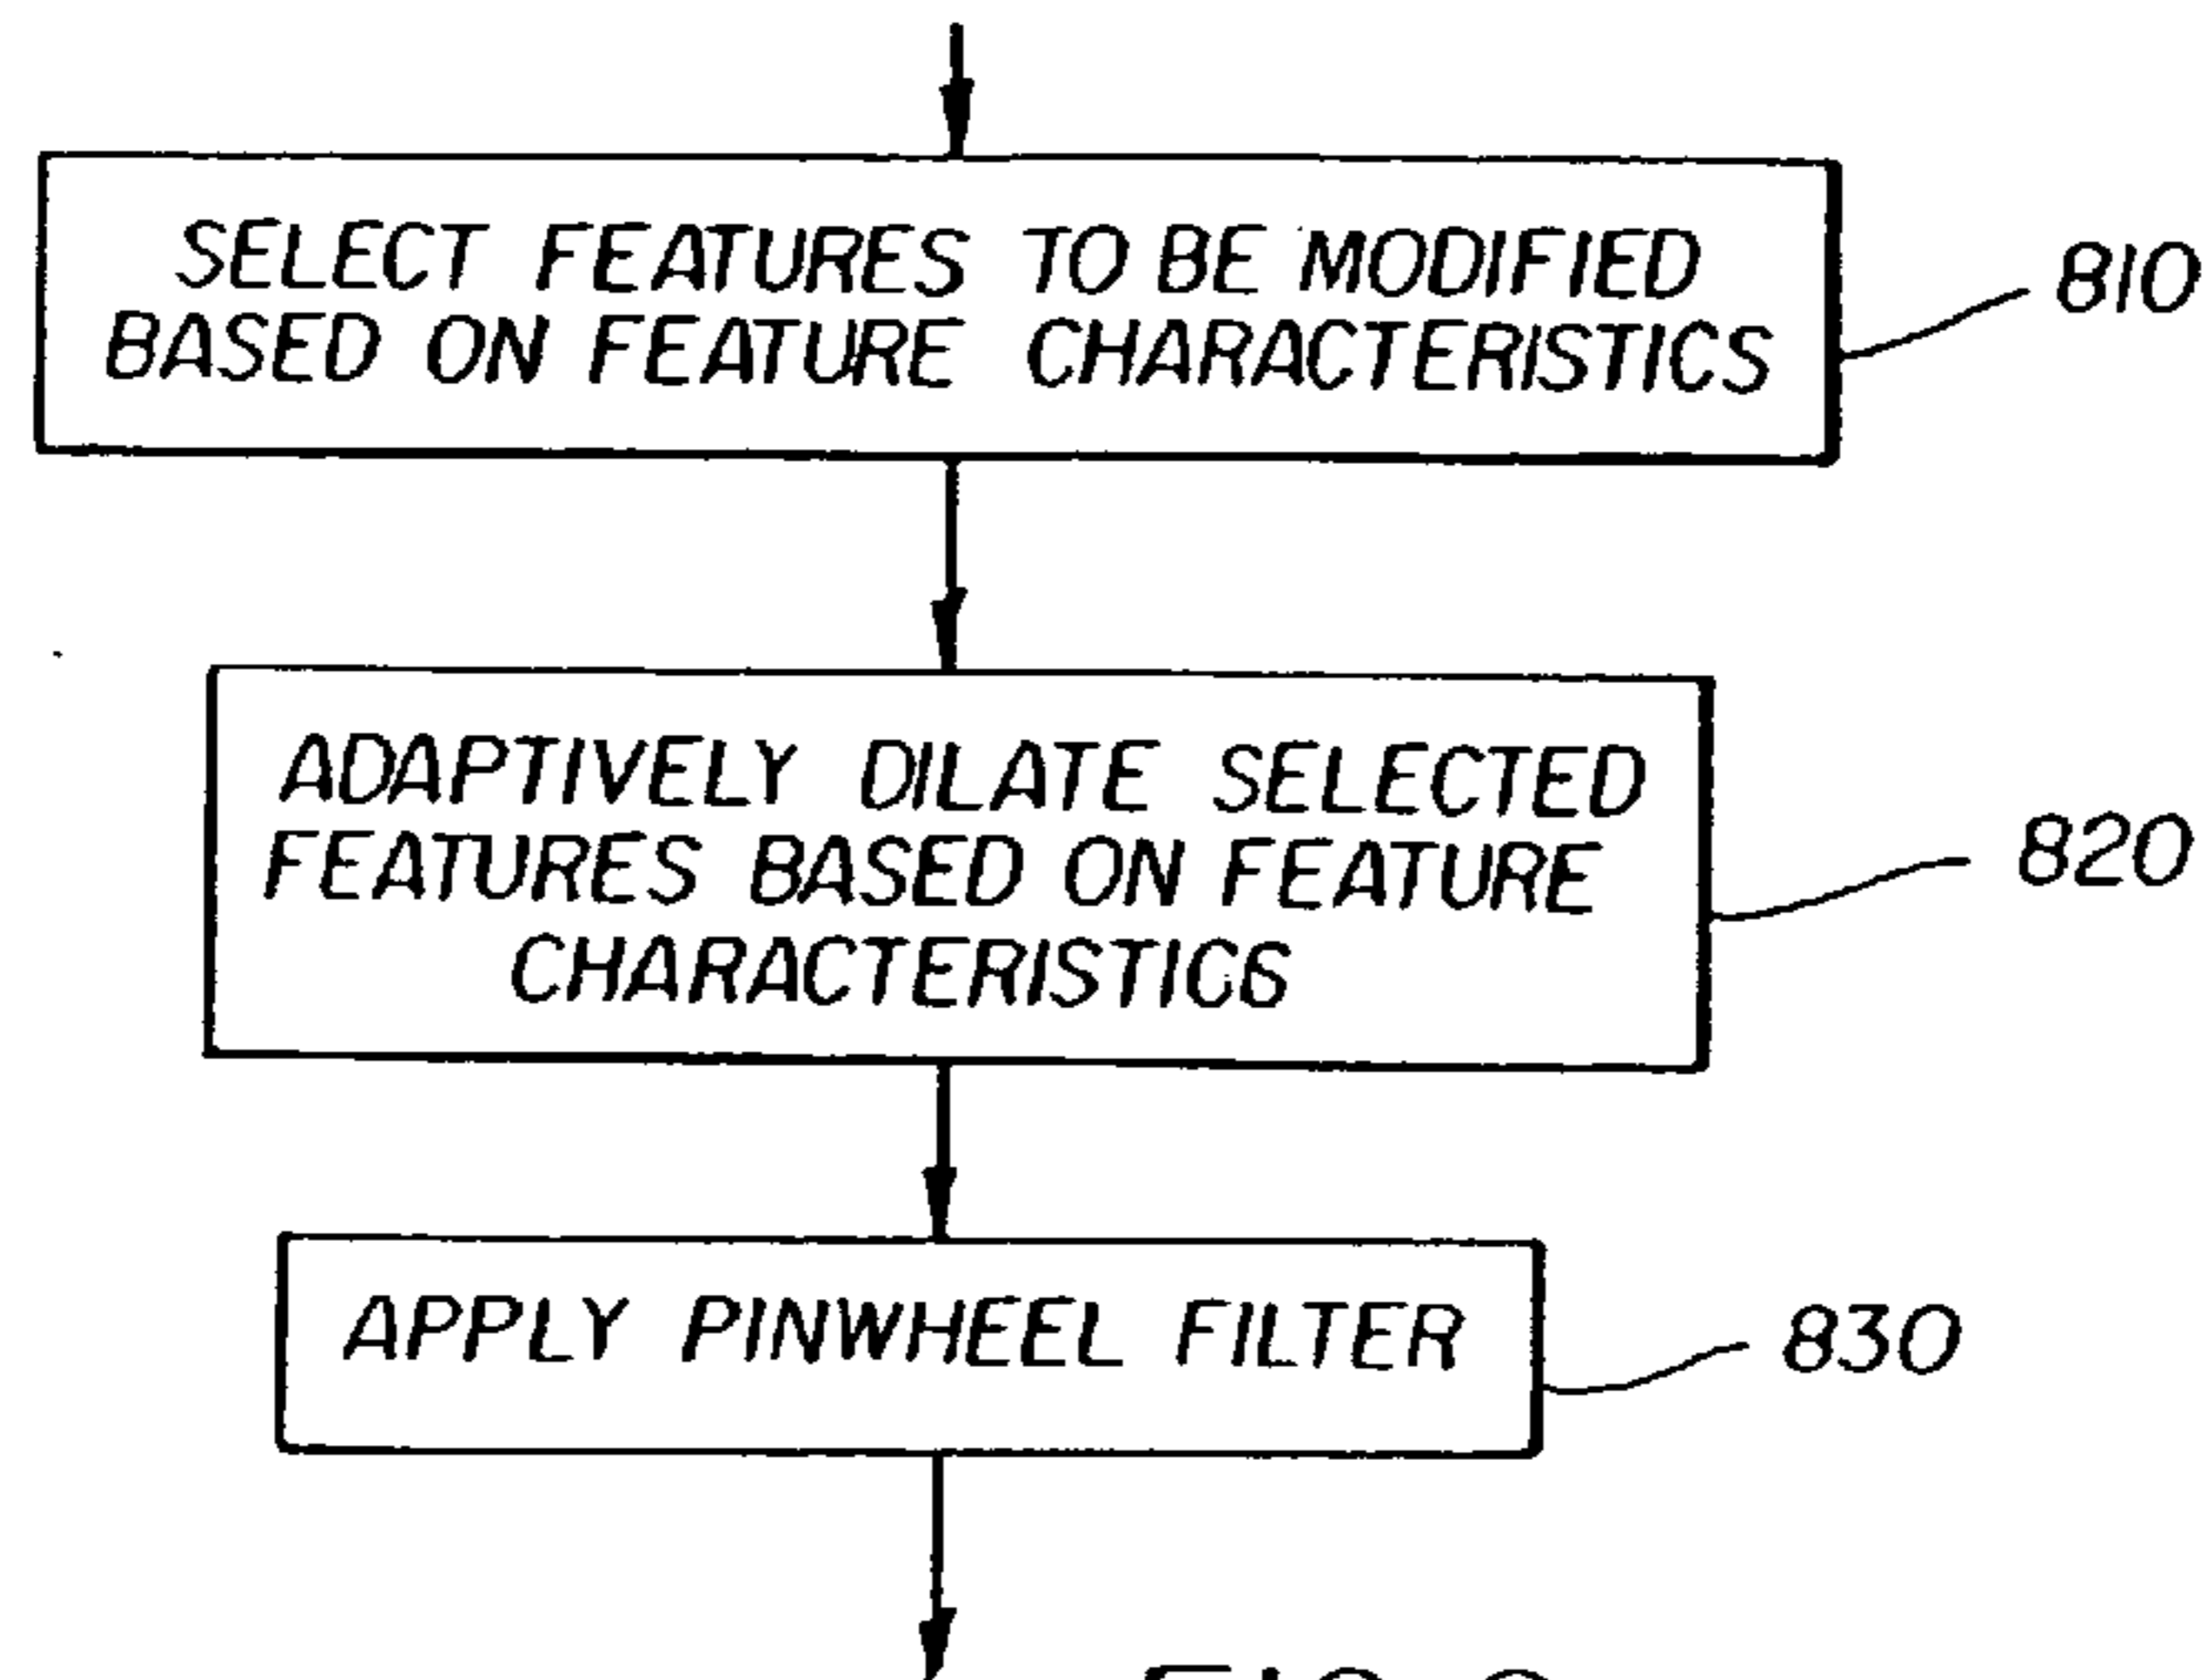 SELECT FEATURES TO BE MODIFIED
BASED ON FEATURE CHARACTERISTICS
810
ADAPTIVELY DILATE SELECTED
FEATURES BASED ON FEATURE
CHARACTERISTICS
820
APPLY PINWHEEL FILTER
830